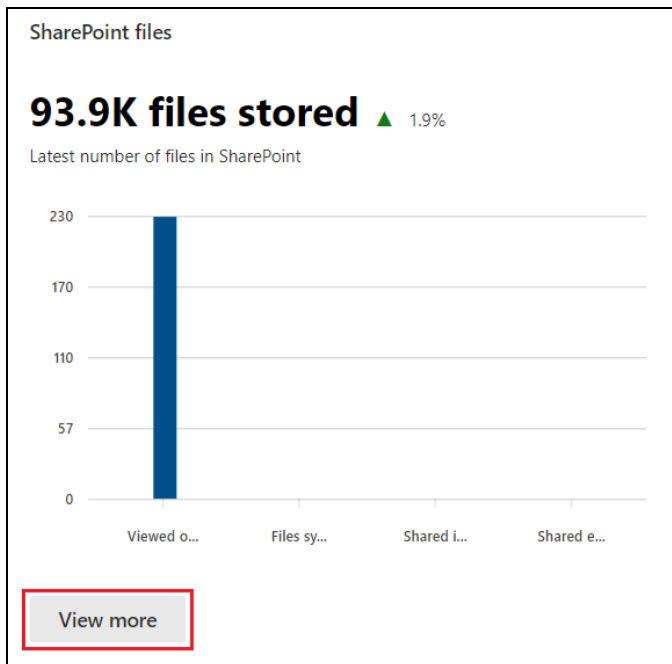 SharePoint files
93.9K files stored ▲ 1.9%
Latest number of files in SharePoint
230
170
110
57
0
Viewed o... Files sy... Shared i... Shared e...
View more